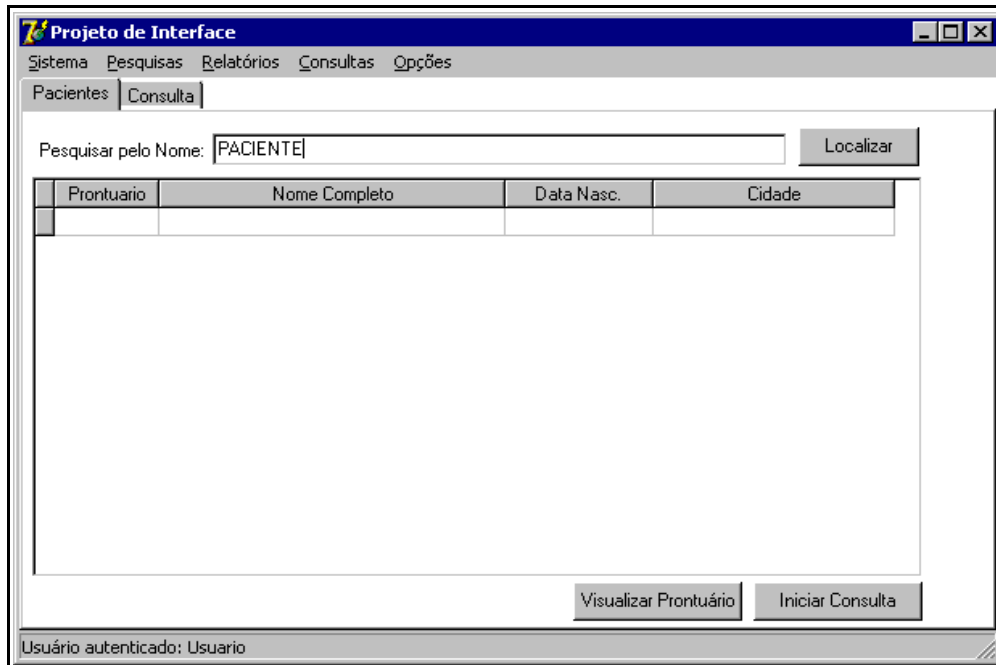 Projeto de Interface
Sistema Pesquisas Relatórios Consultas Opções
Pacientes Consulta
Pesquisar pelo Nome: PACIENTE Localizar
Prontuario Nome Completo Data Nasc. Cidade
Visualizar Prontuário Iniciar Consulta
Usuário autenticado: Usuario